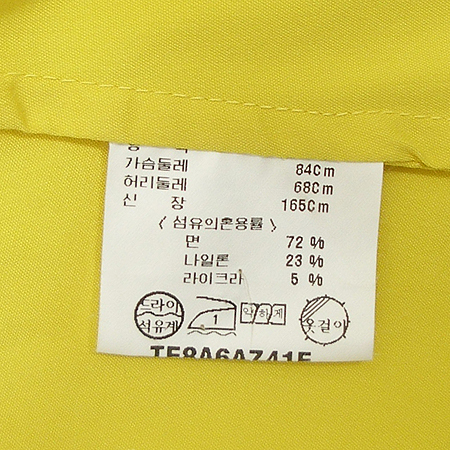 가슴둘레 84Cm
허리둘레 68Cm
신 장 165Cm
〈 섬유의혼용률 〉
면 72 %
나일론 23 %
라이크라 5 %
드라이 석유계 1 약하게 옷걸이
TE8A6AZ41E